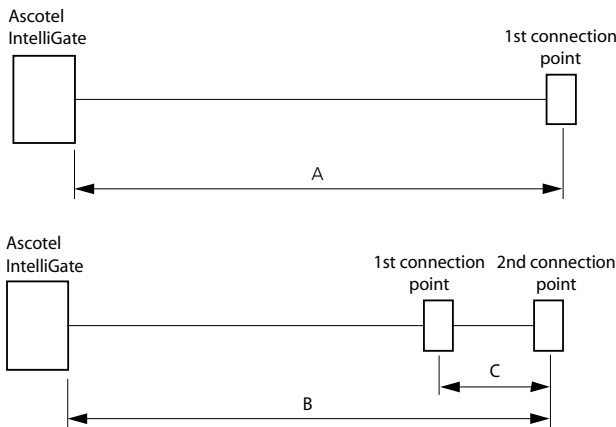 Ascotel
IntelliGate
1st connection
point
A
Ascotel
IntelliGate
1st connection
point
2nd connection
point
C
B